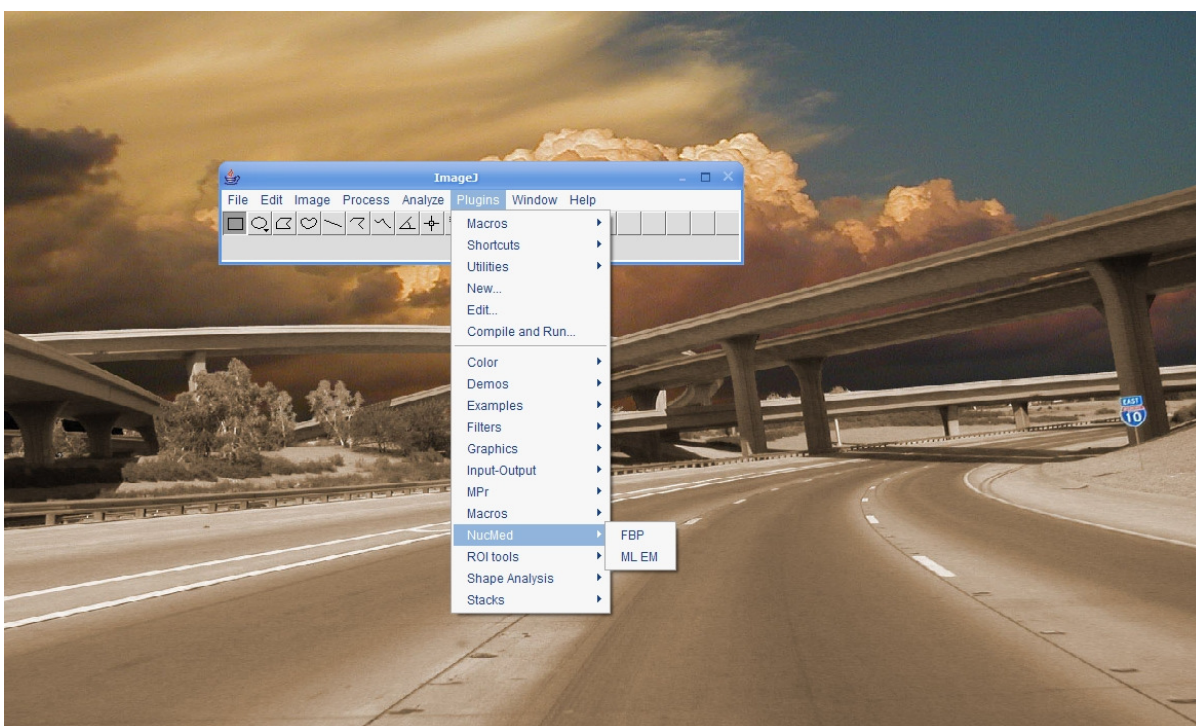 ImageJ
File Edit Image Process Analyze Plugins Window Help
Macros
Shortcuts
Utilities
New...
Edit...
Compile and Run...
Color
Demos
Examples
Filters
Graphics
Input-Output
MPr
Macros
NucMed
FBP
ML EM
ROI tools
Shape Analysis
Stacks
EAST
10